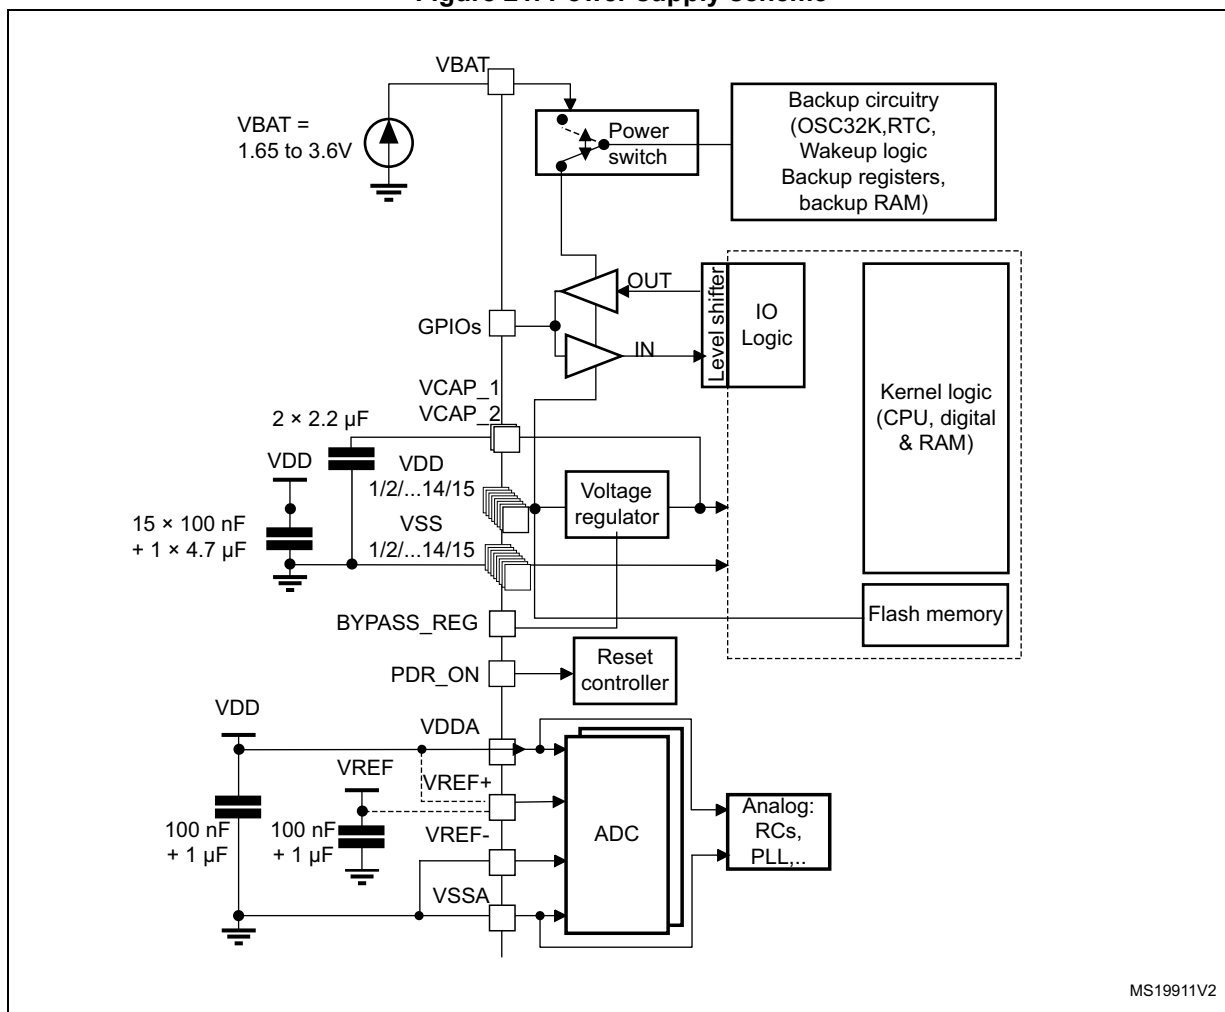 VBAT
VBAT =
1.65 to 3.6V
Power
switch
Backup circuitry
(OSC32K,RTC,
Wakeup logic
Backup registers,
backup RAM)
OUT
GPIOs
IN
Level shifter
IO
Logic
Kernel logic
(CPU, digital
& RAM)
VCAP_1
VCAP_2
2 × 2.2 µF
VDD
VDD
1/2/...14/15
Voltage
regulator
15 × 100 nF
+ 1 × 4.7 µF
VSS
1/2/...14/15
Flash memory
BYPASS_REG
PDR_ON
Reset
controller
VDD
VDDA
VREF
VREF+
100 nF
+ 1 µF
100 nF
+ 1 µF
VREF-
ADC
Analog:
RCs,
PLL,..
VSSA
MS19911V2